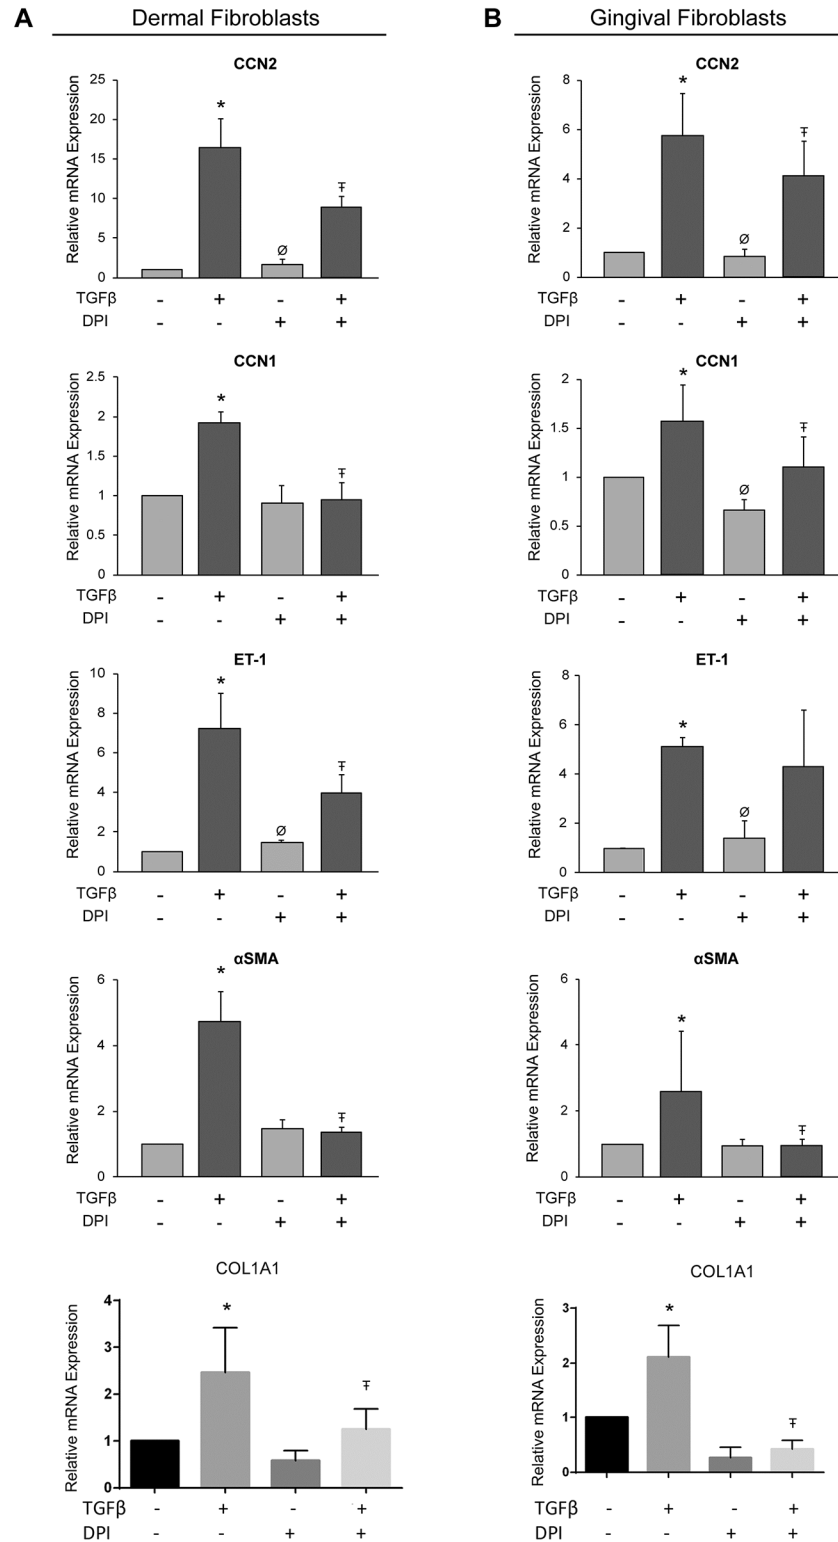 A Dermal Fibroblasts
CCN2
Relative mRNA Expression
25
20
15
10
5
0
*
Ø
Ŧ
TGFβ - + - +
DPI - - + +
CCN1
Relative mRNA Expression
2.5
2
1.5
1
0.5
0
*
Ŧ
TGFβ - + - +
DPI - - + +
ET-1
Relative mRNA Expression
10
8
6
4
2
0
*
Ø
Ŧ
TGFβ - + - +
DPI - - + +
αSMA
Relative mRNA Expression
6
4
2
0
*
Ŧ
TGFβ - + - +
DPI - - + +
COL1A1
Relative mRNA Expression
4
3
2
1
0
*
Ŧ
TGFβ - + - +
DPI - - + +
B Gingival Fibroblasts
CCN2
Relative mRNA Expression
8
6
4
2
0
*
Ø
Ŧ
TGFβ - + - +
DPI - - + +
CCN1
Relative mRNA Expression
2
1.5
1
0.5
0
*
Ø
Ŧ
TGFβ - + - +
DPI - - + +
ET-1
Relative mRNA Expression
8
6
4
2
0
*
Ø
TGFβ - + - +
DPI - - + +
αSMA
Relative mRNA Expression
6
4
2
0
*
Ŧ
TGFβ - + - +
DPI - - + +
COL1A1
Relative mRNA Expression
3
2
1
0
*
Ŧ
TGFβ - + - +
DPI - - + +